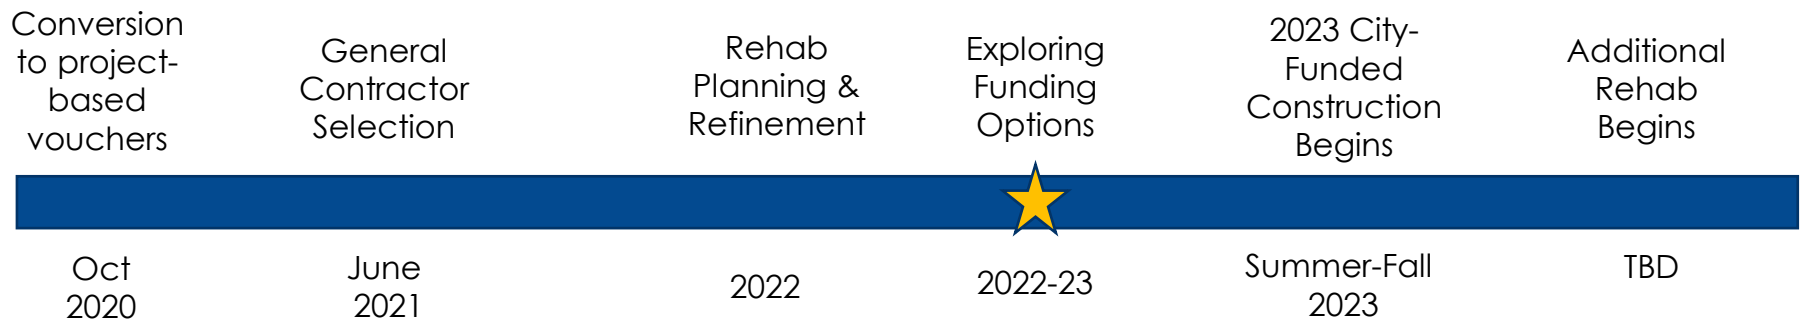 Conversion
to project-
based
vouchers
General
Contractor
Selection
Rehab
Planning &
Refinement
Exploring
Funding
Options
2023 City-
Funded
Construction
Begins
Additional
Rehab
Begins
Oct
2020
June
2021
2022
2022-23
Summer-Fall
2023
TBD